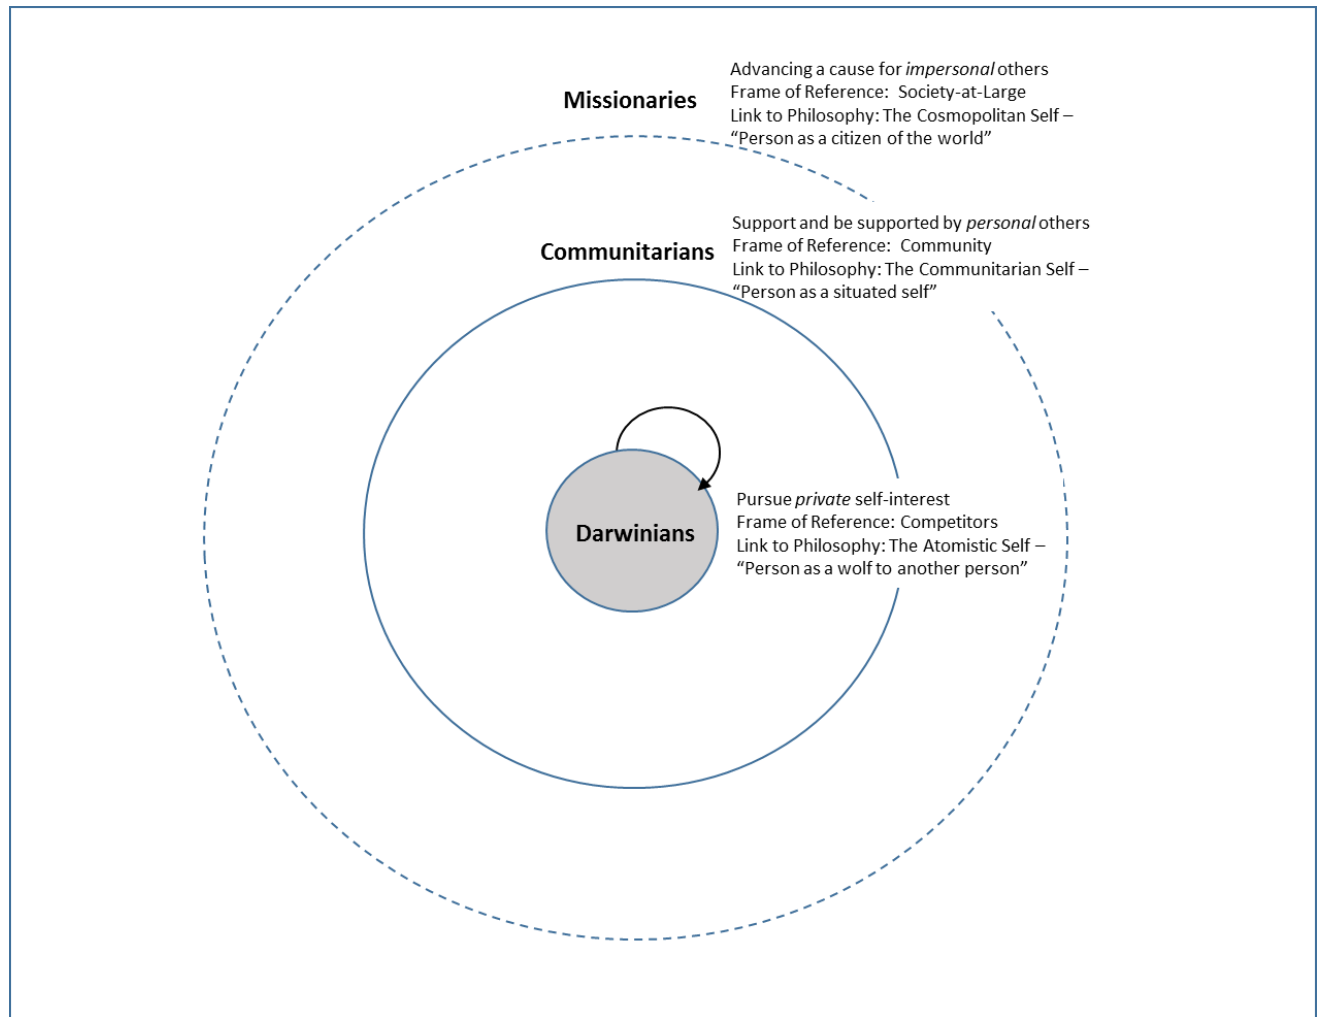 Missionaries
Advancing a cause for impersonal others
Frame of Reference:  Society-at-Large
Link to Philosophy: The Cosmopolitan Self –
“Person as a citizen of the world”
Communitarians
Support and be supported by personal others
Frame of Reference:  Community
Link to Philosophy: The Communitarian Self –
“Person as a situated self”
Darwinians
Pursue private self-interest
Frame of Reference: Competitors
Link to Philosophy: The Atomistic Self –
“Person as a wolf to another person”